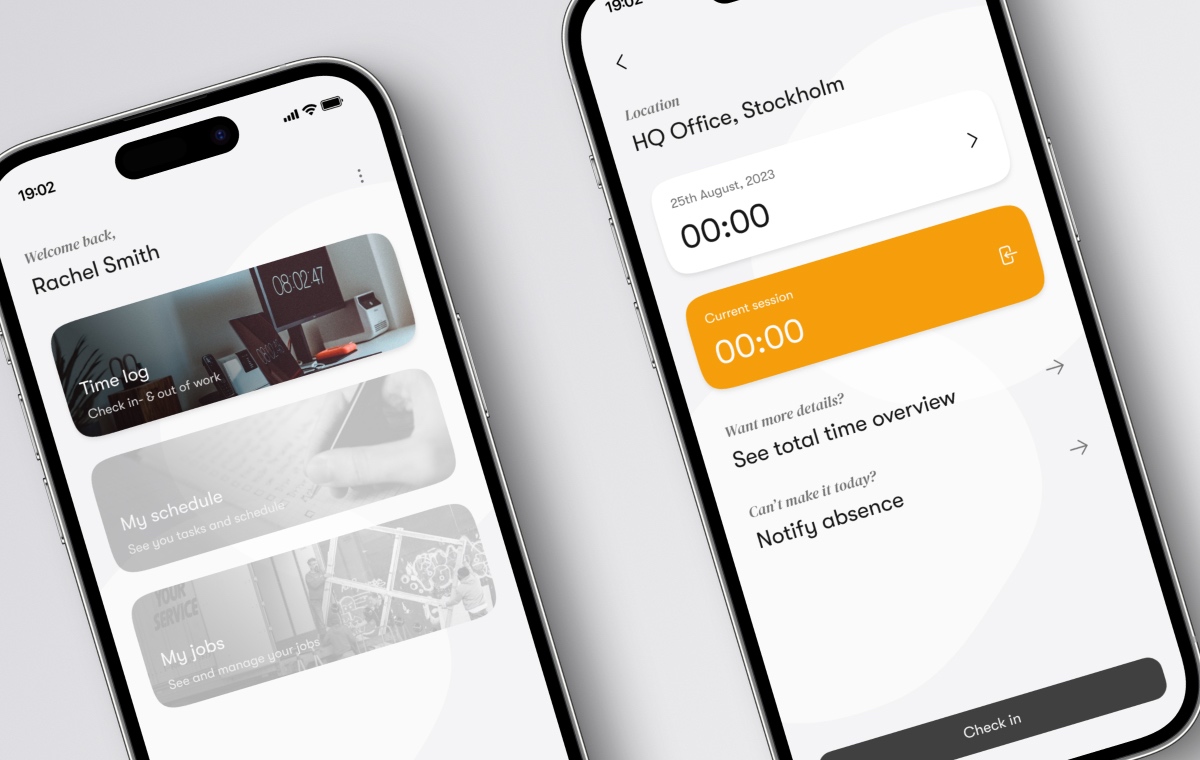 19:02
Welcome back,
Rachel Smith
08:02:47
Time log
Check in- & out of work
My schedule
See you tasks and schedule
YOUR
SERVICE
My jobs
See and manage your jobs
19:02
Location
HQ Office, Stockholm
25th August, 2023
00:00
Current session
00:00
Want more details?
See total time overview
Can't make it today?
Notify absence
Check in